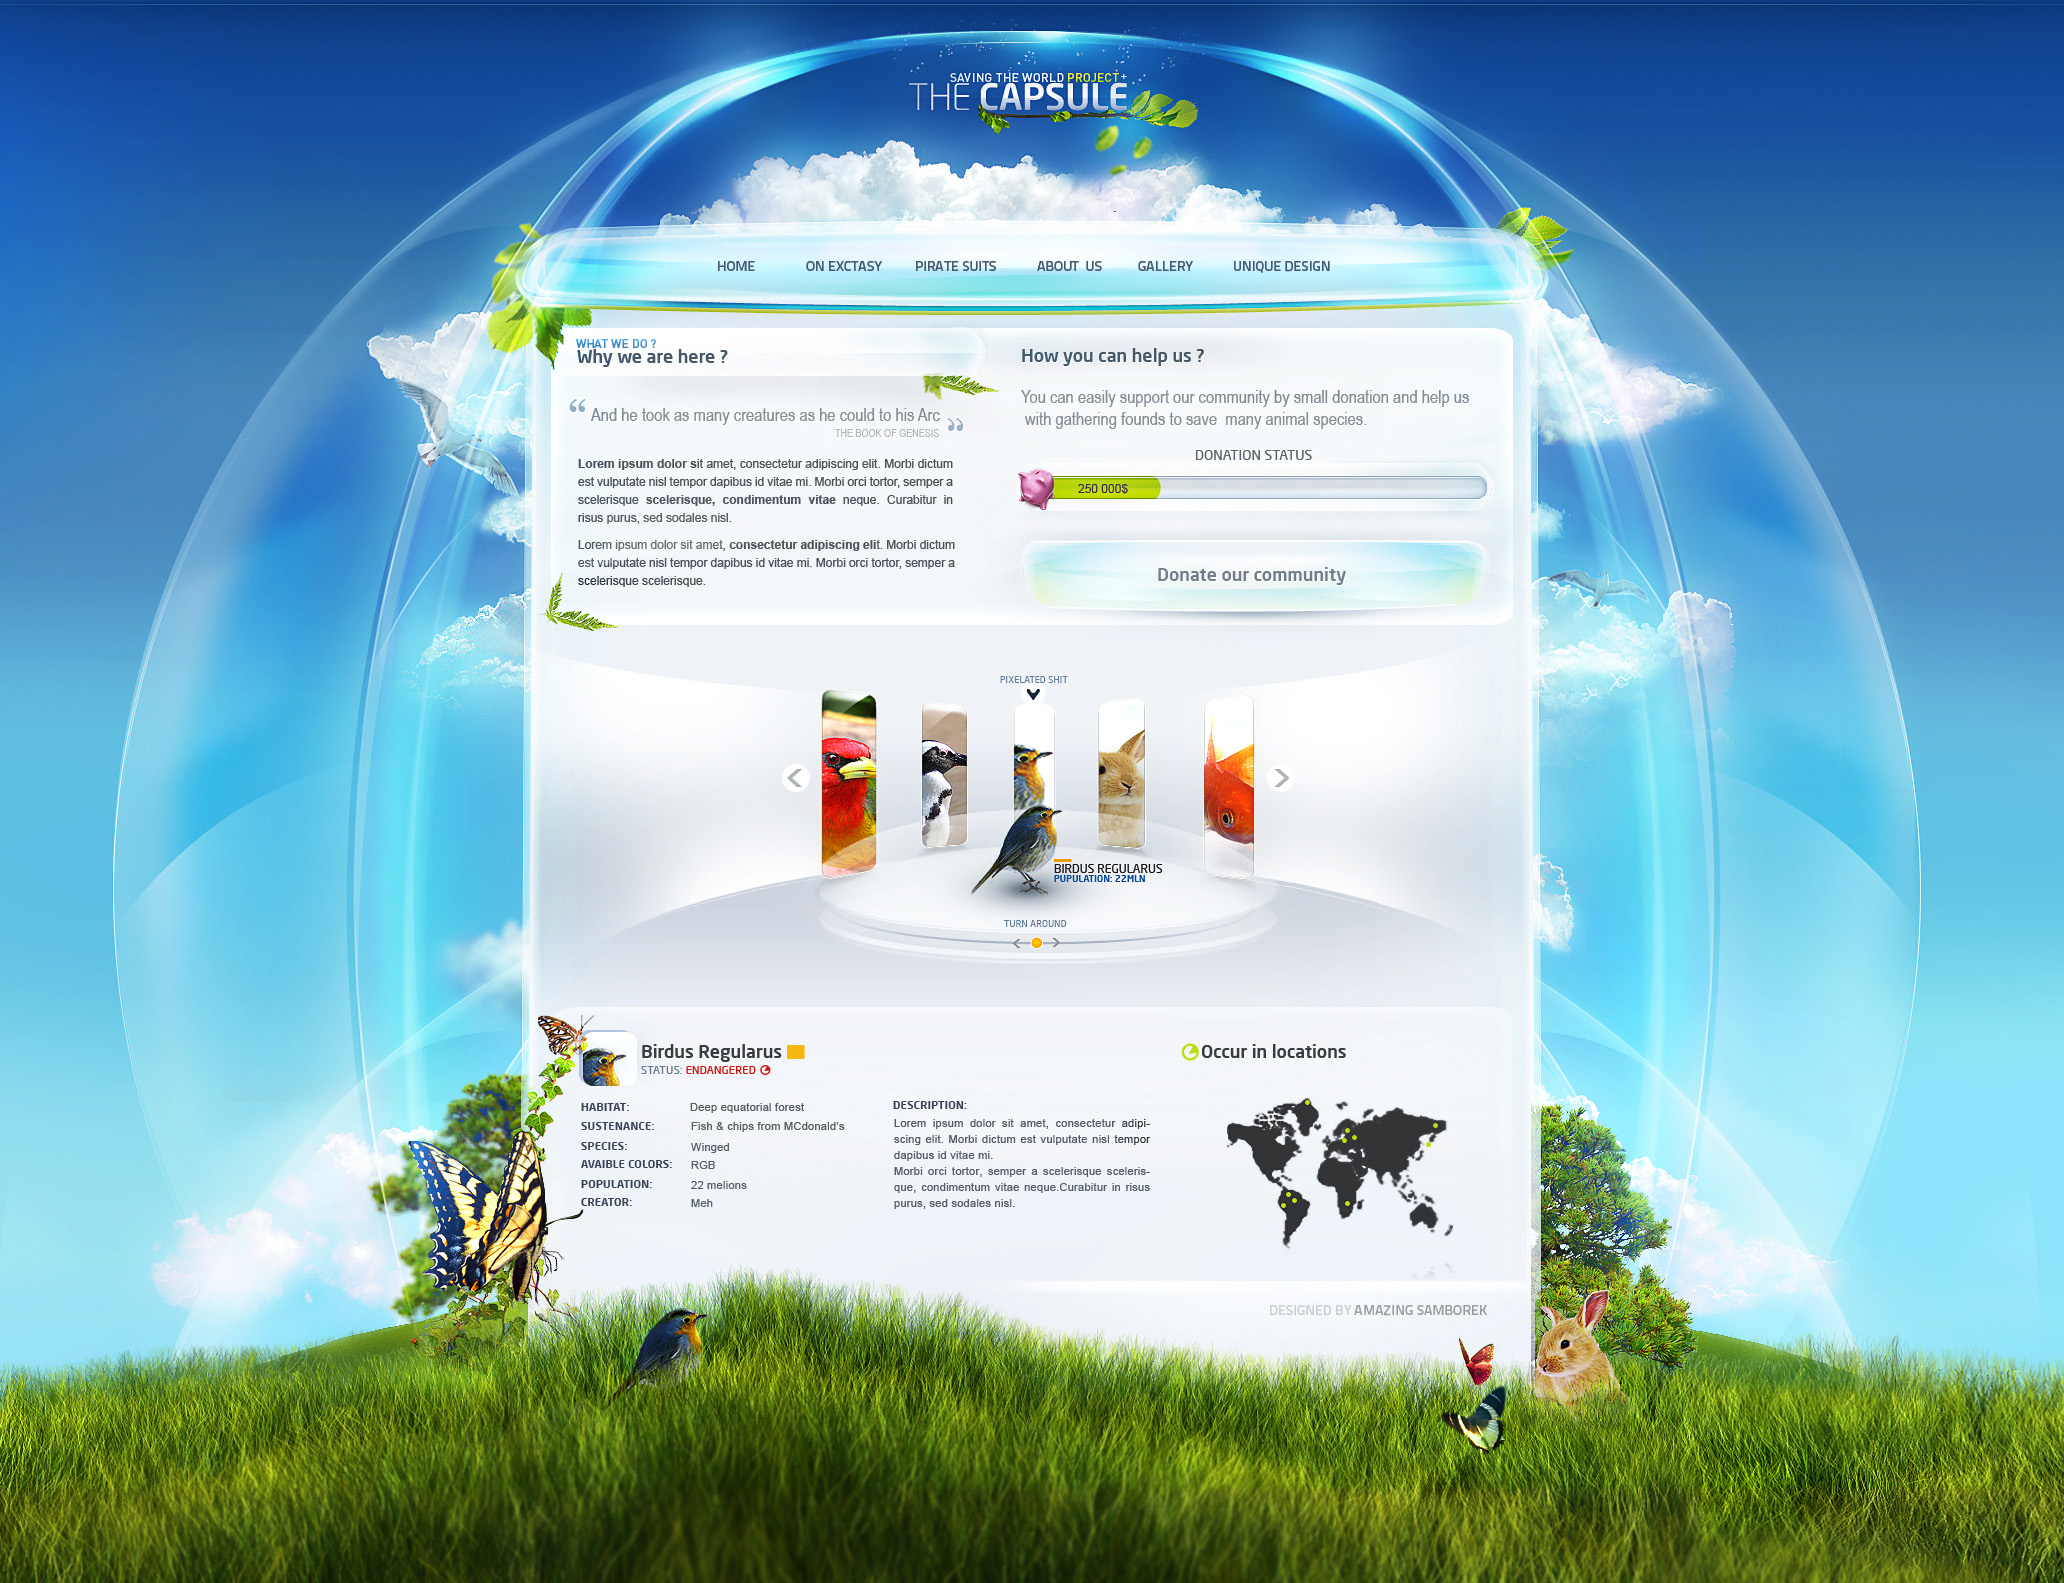 SAVING THE WORLD PROJECT+
THE CAPSULE
HOME
ON EXCTASY
PIRATE SUITS
ABOUT US
GALLERY
UNIQUE DESIGN
WHAT WE DO ?
Why we are here ?
“ And he took as many creatures as he could to his Arc ”
THE BOOK OF GENESIS
Lorem ipsum dolor sit amet, consectetur adipiscing elit. Morbi dictum
est vulputate nisl tempor dapibus id vitae mi. Morbi orci tortor, semper a
scelerisque scelerisque, condimentum vitae neque. Curabitur in
risus purus, sed sodales nisl.
Lorem ipsum dolor sit amet, consectetur adipiscing elit. Morbi dictum
est vulputate nisl tempor dapibus id vitae mi. Morbi orci tortor, semper a
scelerisque scelerisque.
How you can help us ?
You can easily support our community by small donation and help us
with gathering founds to save many animal species.
DONATION STATUS
250 000$
Donate our community
PIXELATED SHIT
BIRDUS REGULARUS
PUPULATION: 22MLN
TURN AROUND
Birdus Regularus
STATUS: ENDANGERED
HABITAT: Deep equatorial forest
SUSTENANCE: Fish & chips from MCdonald's
SPECIES: Winged
AVAIBLE COLORS: RGB
POPULATION: 22 melions
CREATOR: Meh
DESCRIPTION:
Lorem ipsum dolor sit amet, consectetur adipi-
scing elit. Morbi dictum est vulputate nisl tempor
dapibus id vitae mi.
Morbi orci tortor, semper a scelerisque sceleris-
que, condimentum vitae neque.Curabitur in risus
purus, sed sodales nisl.
Occur in locations
DESIGNED BY AMAZING SAMBOREK